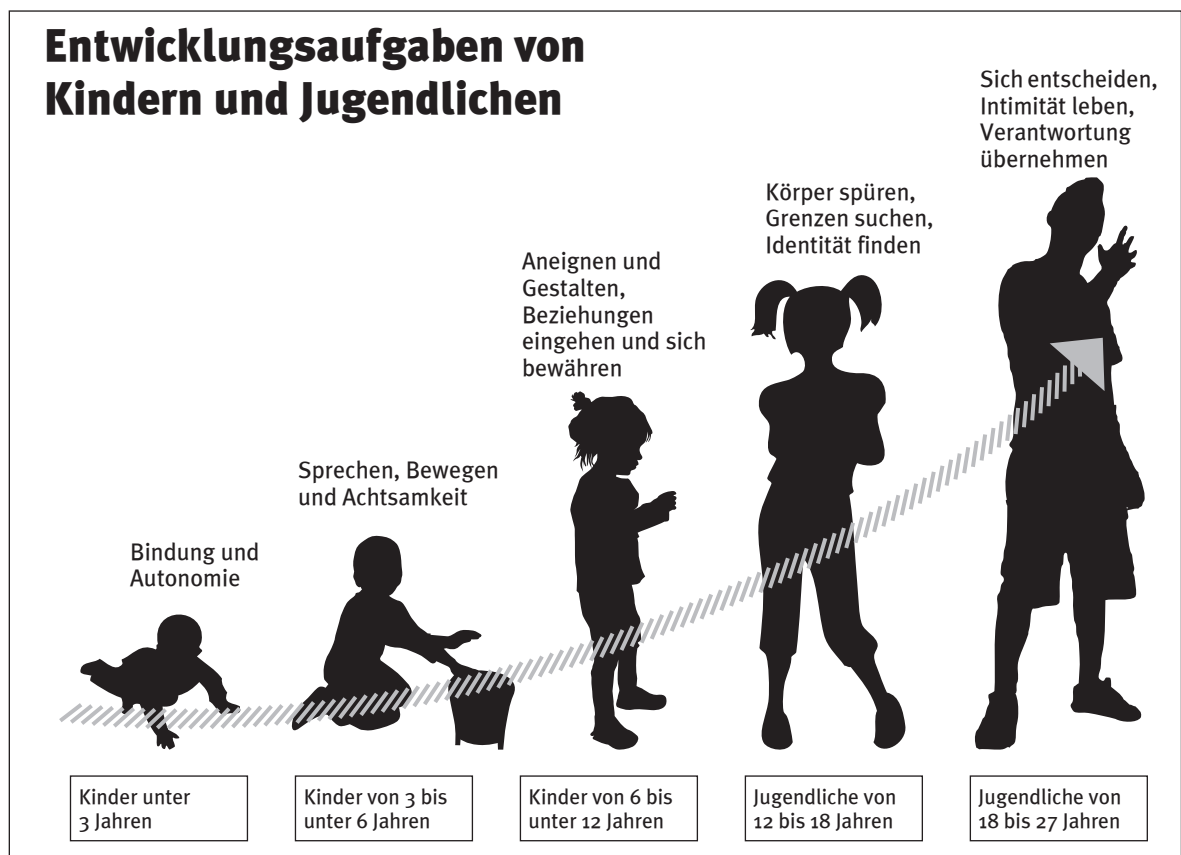 Entwicklungsaufgaben von
Kindern und Jugendlichen
Bindung und
Autonomie
Sprechen, Bewegen
und Achtsamkeit
Aneignen und
Gestalten,
Beziehungen
eingehen und sich
bewähren
Körper spüren,
Grenzen suchen,
Identität finden
Sich entscheiden,
Intimität leben,
Verantwortung
übernehmen
Kinder unter
3 Jahren
Kinder von 3 bis
unter 6 Jahren
Kinder von 6 bis
unter 12 Jahren
Jugendliche von
12 bis 18 Jahren
Jugendliche von
18 bis 27 Jahren